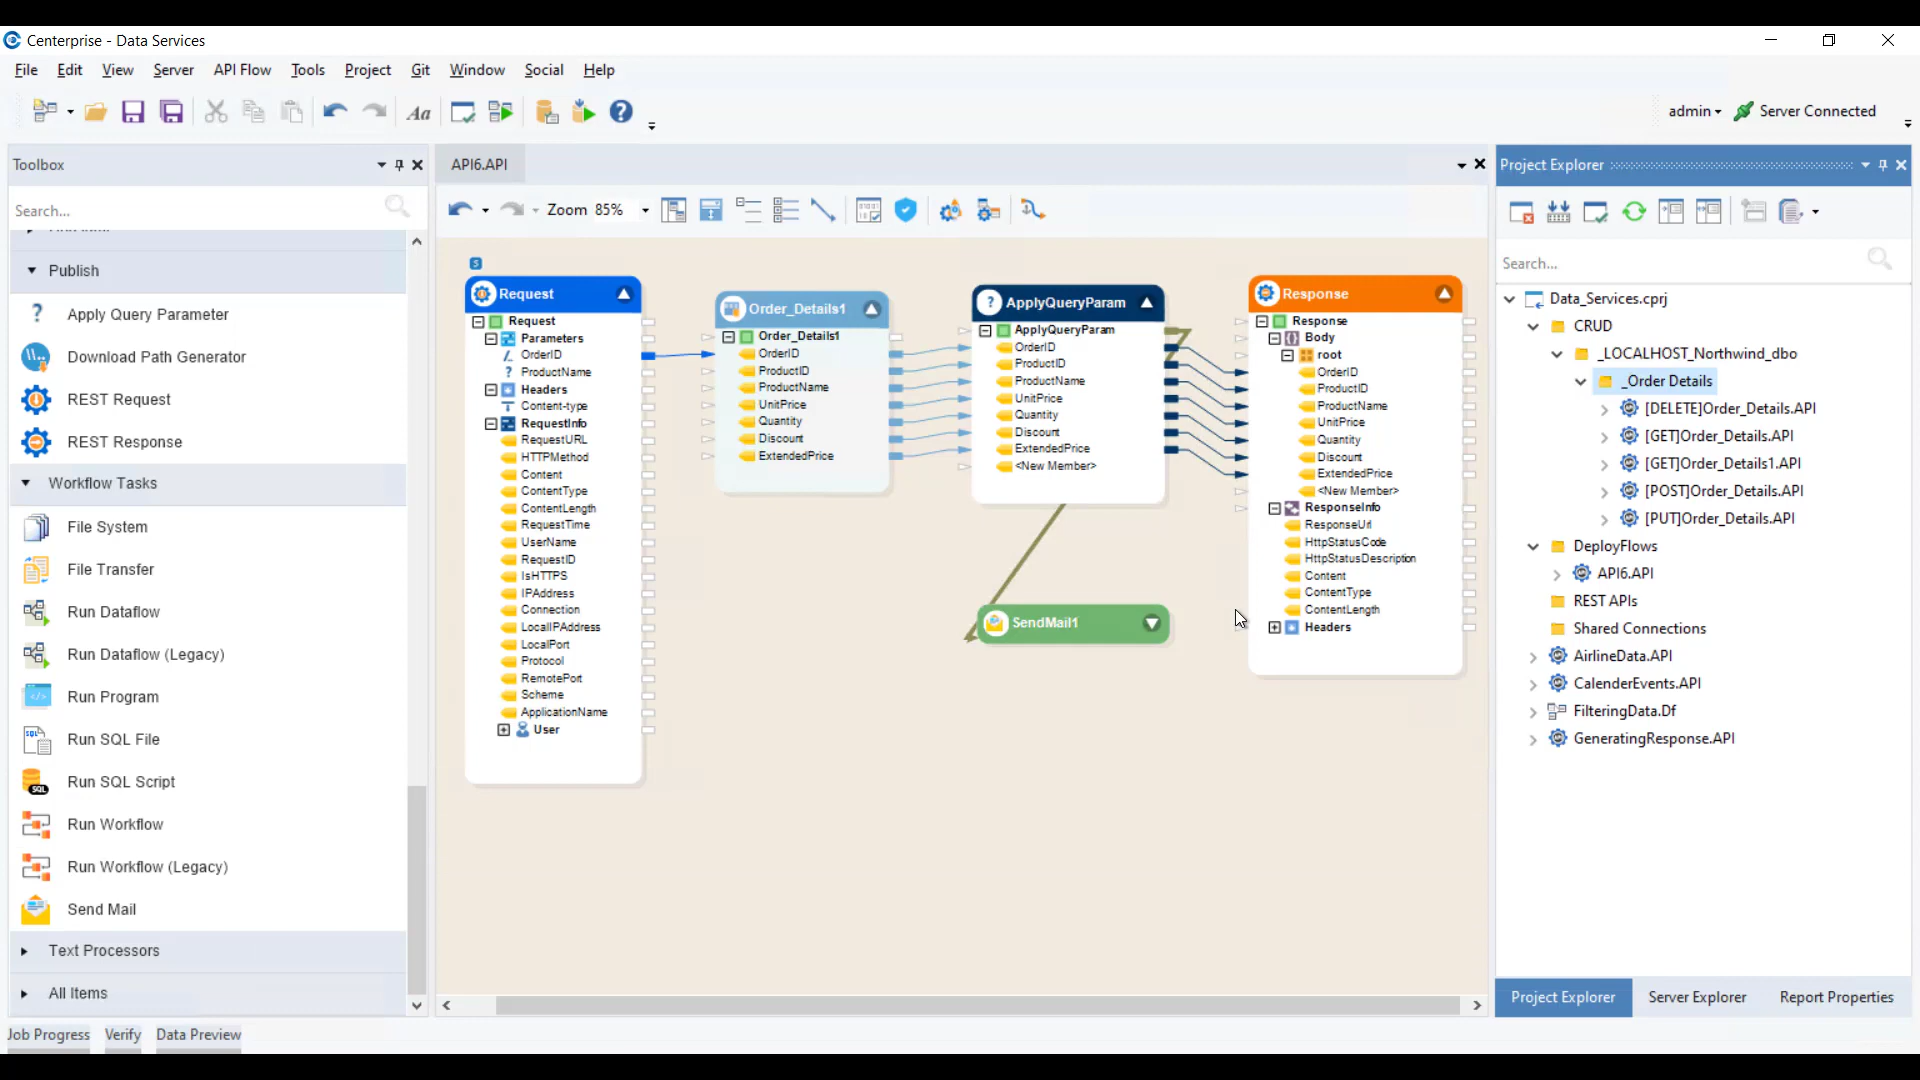 Centerprise - Data Services
File Edit View Server API Flow Tools Project Git Window Social Help
Aa
admin
Server Connected
Toolbox
Search...
Publish
Apply Query Parameter
Download Path Generator
REST Request
REST Response
Workflow Tasks
File System
File Transfer
Run Dataflow
Run Dataflow (Legacy)
Run Program
Run SQL File
Run SQL Script
Run Workflow
Run Workflow (Legacy)
Send Mail
Text Processors
All Items
Job Progress Verify Data Preview
API6.API
Zoom 85%
S
Request
Request
Parameters
OrderID
ProductName
Headers
Content-type
RequestInfo
RequestURL
HTTPMethod
Content
ContentType
ContentLength
RequestTime
UserName
RequestID
IsHTTPS
IPAddress
Connection
LocalIPAddress
LocalPort
Protocol
RemotePort
Scheme
ApplicationName
User
Order_Details1
Order_Details1
OrderID
ProductID
ProductName
UnitPrice
Quantity
Discount
ExtendedPrice
ApplyQueryParam
ApplyQueryParam
OrderID
ProductID
ProductName
UnitPrice
Quantity
Discount
ExtendedPrice
<New Member>
SendMail1
Response
Response
Body
root
OrderID
ProductID
ProductName
UnitPrice
Quantity
Discount
ExtendedPrice
<New Member>
ResponseInfo
ResponseUrl
HttpStatusCode
HttpStatusDescription
Content
ContentType
ContentLength
Headers
Project Explorer
Search...
Data_Services.cprj
CRUD
_LOCALHOST_Northwind_dbo
_Order Details
[DELETE]Order_Details.API
[GET]Order_Details.API
[GET]Order_Details1.API
[POST]Order_Details.API
[PUT]Order_Details.API
DeployFlows
API6.API
REST APIs
Shared Connections
AirlineData.API
CalenderEvents.API
FilteringData.Df
GeneratingResponse.API
Project Explorer Server Explorer Report Properties